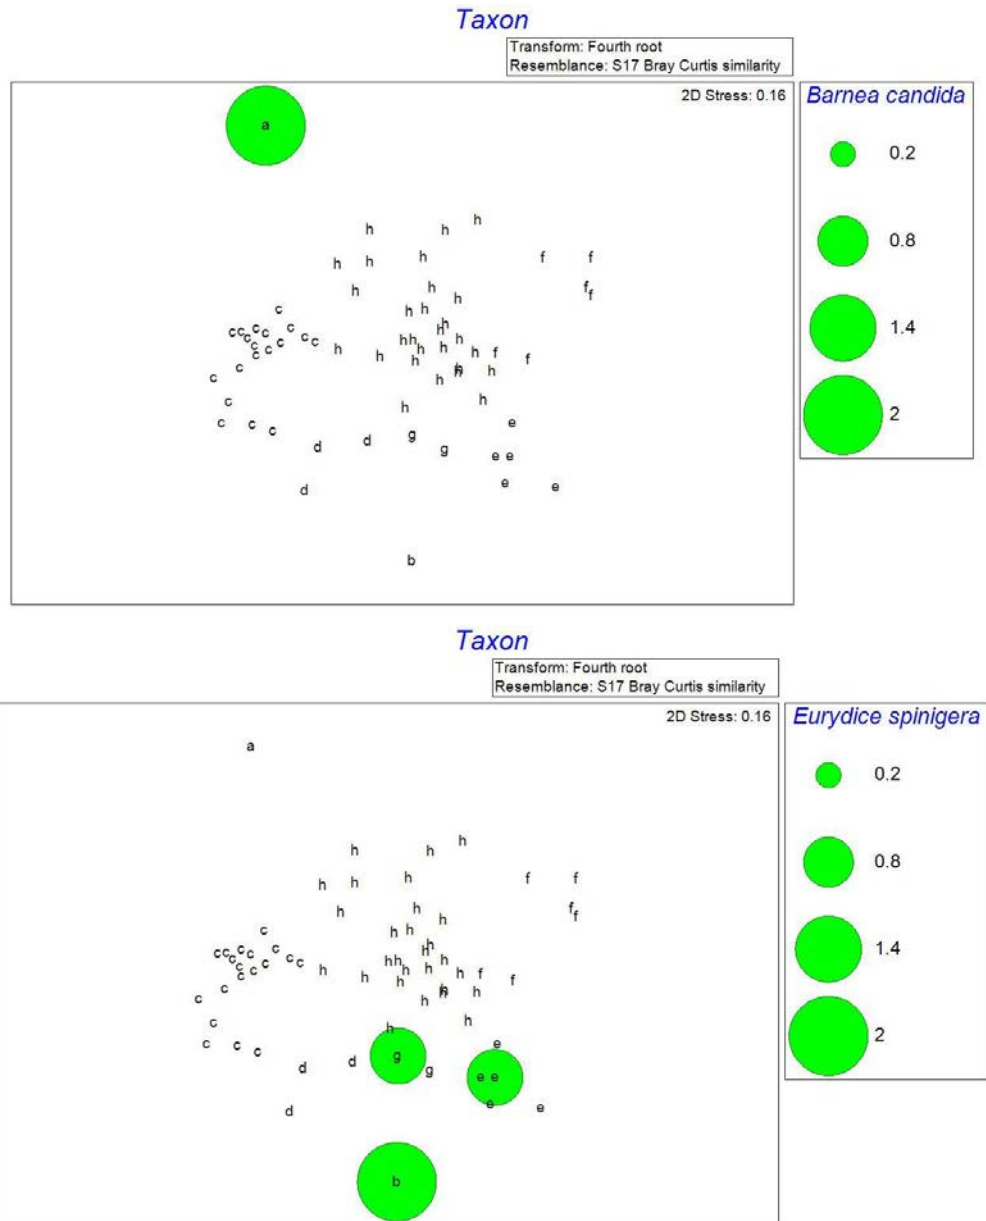 Taxon
Transform: Fourth root
Resemblance: S17 Bray Curtis similarity
2D Stress: 0.16
a
h h h
h h h f f
h h h f f
c h h h
c c c c c c c h h h h
c c c c h h h h h h f f
c c h h h h h
c h h
c c c d d g g e
d e e e e
b
Barnea candida
0.2
0.8
1.4
2
Taxon
Transform: Fourth root
Resemblance: S17 Bray Curtis similarity
2D Stress: 0.16
a
h h h
h h h f f
h h h f f
c h h h
c c c c c c c h h h h
c c c c h h h h h h f f
c c h h h h h
c h h
c c c d d g g e
d e e e e
b
Eurydice spinigera
0.2
0.8
1.4
2